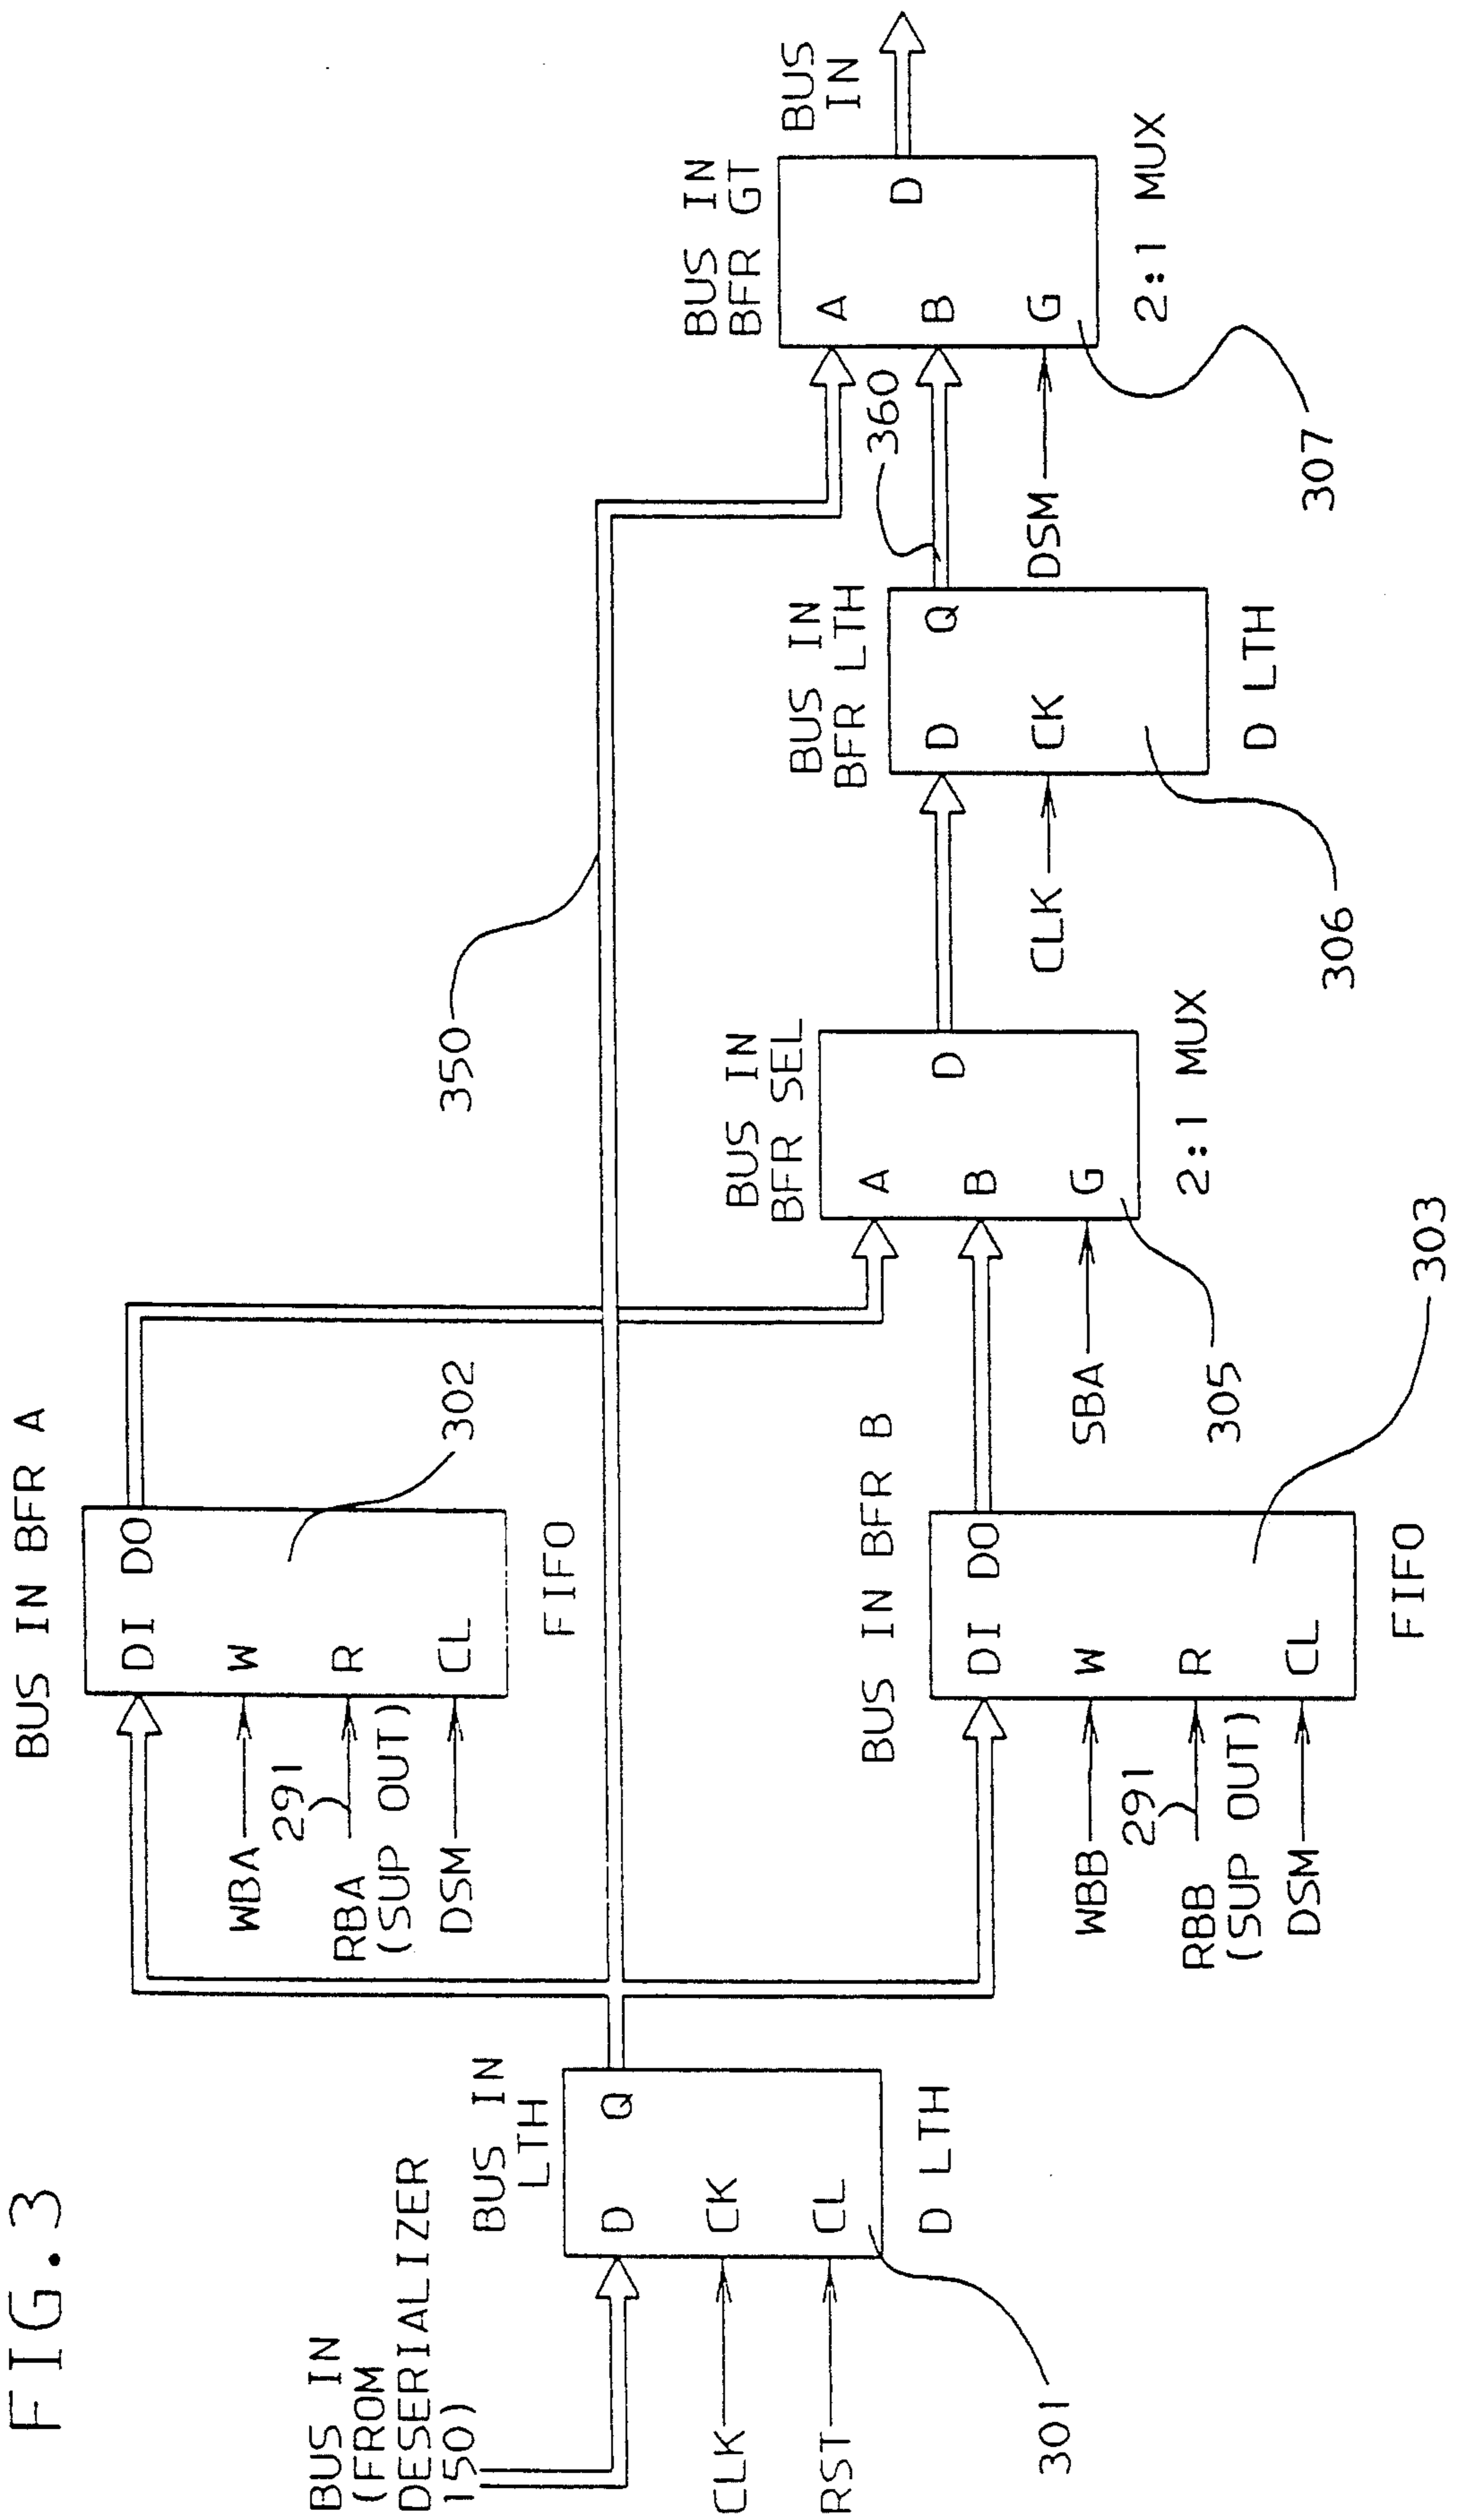 FIG.3
BUS IN
(FROM
DESERIALIZER
150)
CLK
RST
BUS IN
LTH
D
Q
CK
CL
D LTH
301
BUS IN BFR A
DI DO
W
R
CL
WBA
291
RBA
(SUP OUT)
DSM
FIFO
302
BUS IN BFR B
DI DO
W
R
CL
WBB
291
RBB
(SUP OUT)
DSM
FIFO
303
350
BUS IN
BFR SEL
A
B
G
D
SBA
2:1 MUX
305
BUS IN
BFR LTH
D
Q
CK
CLK
D LTH
306
360
BUS IN
BFR GT
A
B
G
D
DSM
2:1 MUX
307
BUS
IN